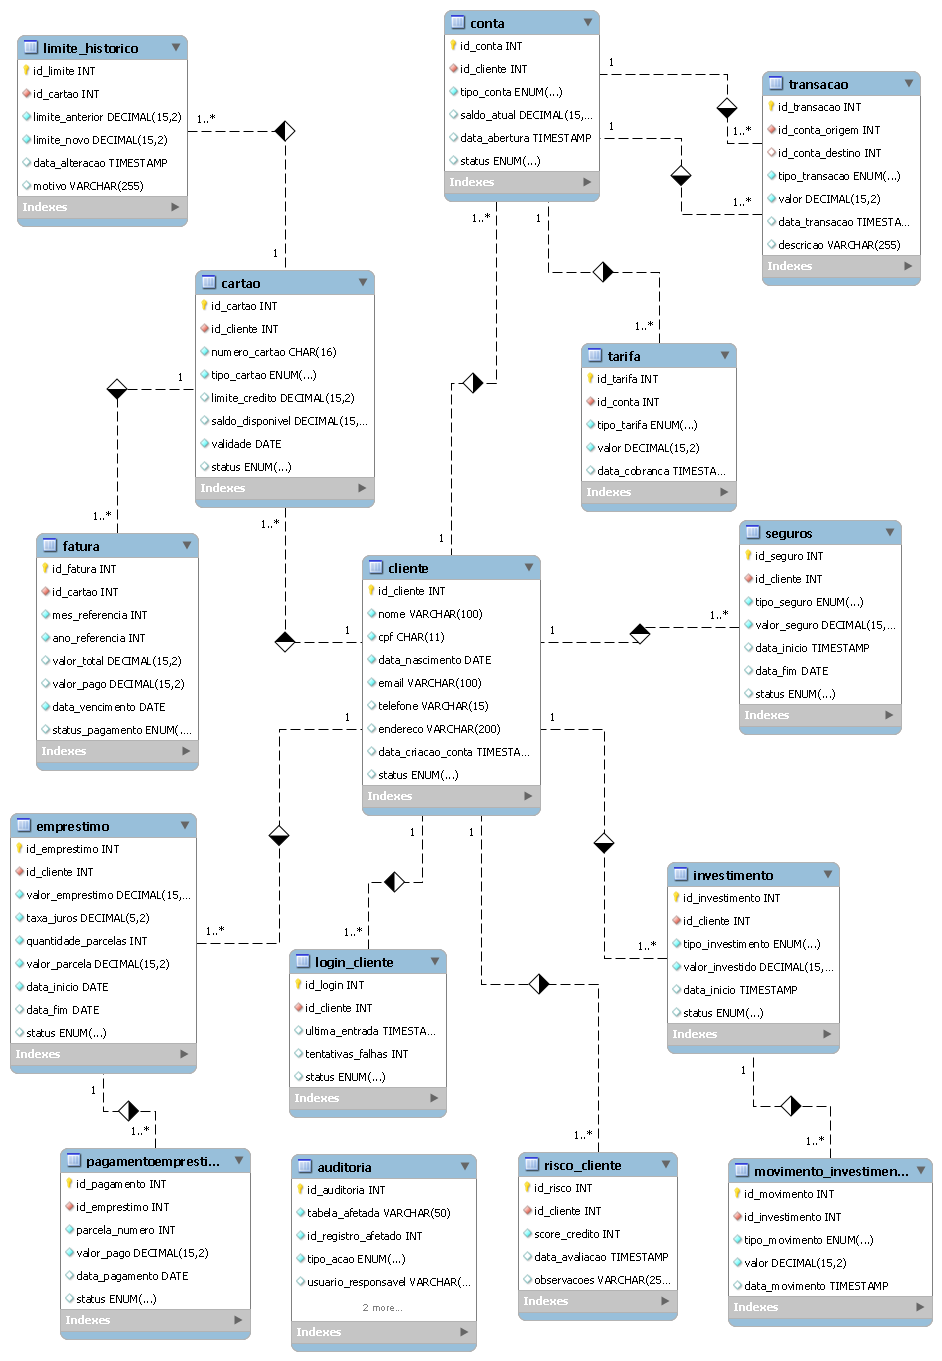 limite_historico
id_limite INT
id_cartao INT
limite_anterior DECIMAL(15,2)
limite_novo DECIMAL(15,2)
data_alteracao TIMESTAMP
motivo VARCHAR(255)
Indexes
1..*
1
conta
id_conta INT
id_cliente INT
tipo_conta ENUM(...)
saldo_atual DECIMAL(15,...
data_abertura TIMESTAMP
status ENUM(...)
Indexes
1
1..*
1
1..*
transacao
id_transacao INT
id_conta_origem INT
id_conta_destino INT
tipo_transacao ENUM(...)
valor DECIMAL(15,2)
data_transacao TIMESTA...
descricao VARCHAR(255)
Indexes
1..*
1
1
1..*
cartao
id_cartao INT
id_cliente INT
numero_cartao CHAR(16)
tipo_cartao ENUM(...)
limite_credito DECIMAL(15,2)
saldo_disponivel DECIMAL(15,...
validade DATE
status ENUM(...)
Indexes
1
1..*
1..*
1
tarifa
id_tarifa INT
id_conta INT
tipo_tarifa ENUM(...)
valor DECIMAL(15,2)
data_cobranca TIMESTA...
Indexes
fatura
id_fatura INT
id_cartao INT
mes_referencia INT
ano_referencia INT
valor_total DECIMAL(15,2)
valor_pago DECIMAL(15,2)
data_vencimento DATE
status_pagamento ENUM(....
Indexes
cliente
id_cliente INT
nome VARCHAR(100)
cpf CHAR(11)
data_nascimento DATE
email VARCHAR(100)
telefone VARCHAR(15)
endereco VARCHAR(200)
data_criacao_conta TIMESTA...
status ENUM(...)
Indexes
1
1..*
seguros
id_seguro INT
id_cliente INT
tipo_seguro ENUM(...)
valor_seguro DECIMAL(15,...
data_inicio TIMESTAMP
data_fim DATE
status ENUM(...)
Indexes
1
1..*
1
1..*
1
1..*
1
1..*
emprestimo
id_emprestimo INT
id_cliente INT
valor_emprestimo DECIMAL(15,...
taxa_juros DECIMAL(5,2)
quantidade_parcelas INT
valor_parcela DECIMAL(15,2)
data_inicio DATE
data_fim DATE
status ENUM(...)
Indexes
login_cliente
id_login INT
id_cliente INT
ultima_entrada TIMESTA...
tentativas_falhas INT
status ENUM(...)
Indexes
investimento
id_investimento INT
id_cliente INT
tipo_investimento ENUM(...)
valor_investido DECIMAL(15,...
data_inicio TIMESTAMP
status ENUM(...)
Indexes
1
1..*
1
1..*
pagamentoempresti...
id_pagamento INT
id_emprestimo INT
parcela_numero INT
valor_pago DECIMAL(15,2)
data_pagamento DATE
status ENUM(...)
Indexes
auditoria
id_auditoria INT
tabela_afetada VARCHAR(50)
id_registro_afetado INT
tipo_acao ENUM(...)
usuario_responsavel VARCHAR(...
2 more...
Indexes
risco_cliente
id_risco INT
id_cliente INT
score_credito INT
data_avaliacao TIMESTAMP
observacoes VARCHAR(25...
Indexes
movimento_investimen...
id_movimento INT
id_investimento INT
tipo_movimento ENUM(...)
valor DECIMAL(15,2)
data_movimento TIMESTAMP
Indexes